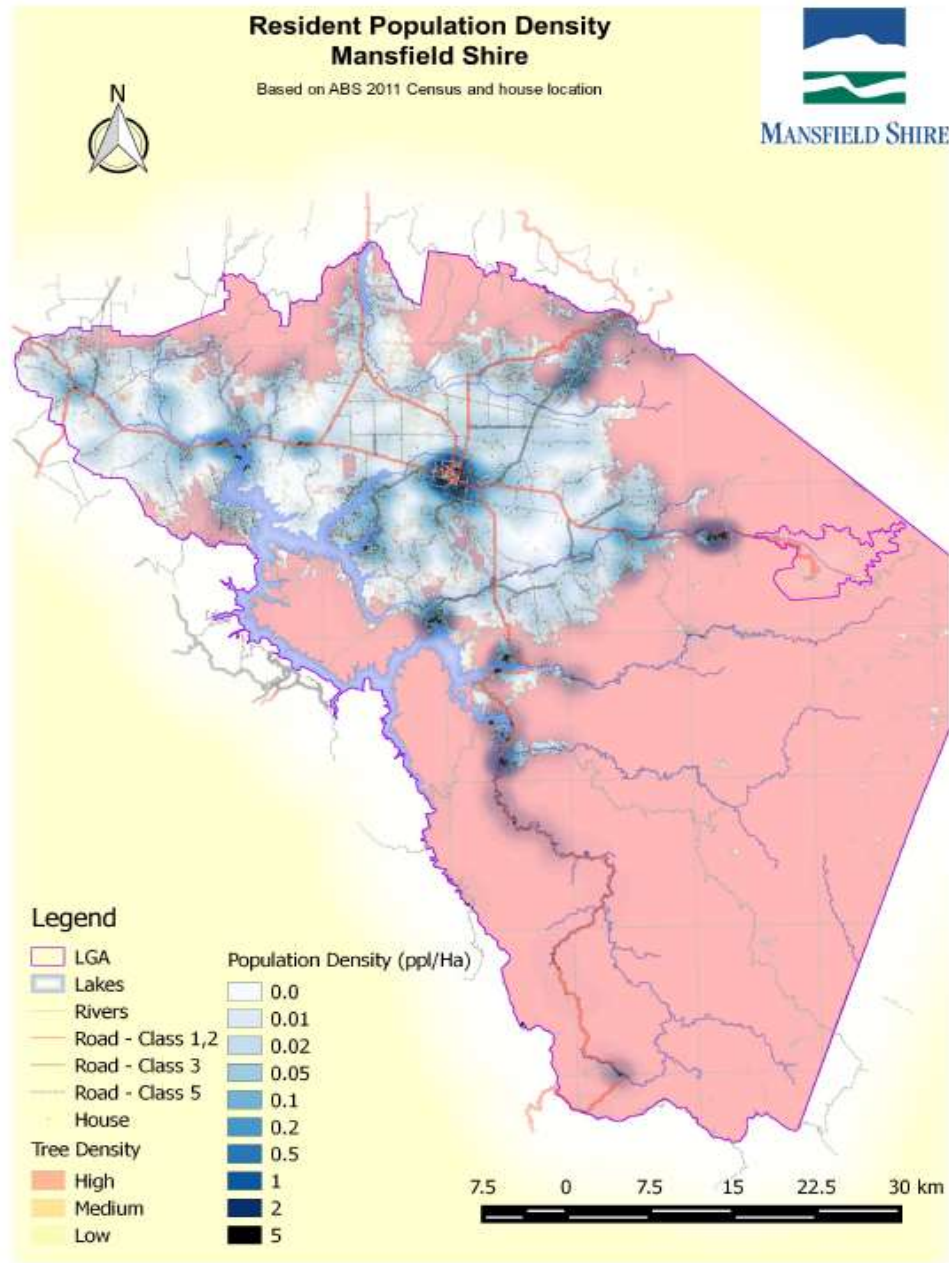 Resident Population Density
Mansfield Shire
Based on ABS 2011 Census and house location
MANSFIELD SHIRE
N
Legend
LGA
Lakes
Rivers
Road - Class 1,2
Road - Class 3
Road - Class 5
House
Tree Density
High
Medium
Low
Population Density (ppl/Ha)
0.0
0.01
0.02
0.05
0.1
0.2
0.5
1
2
5
7.5 0 7.5 15 22.5 30 km